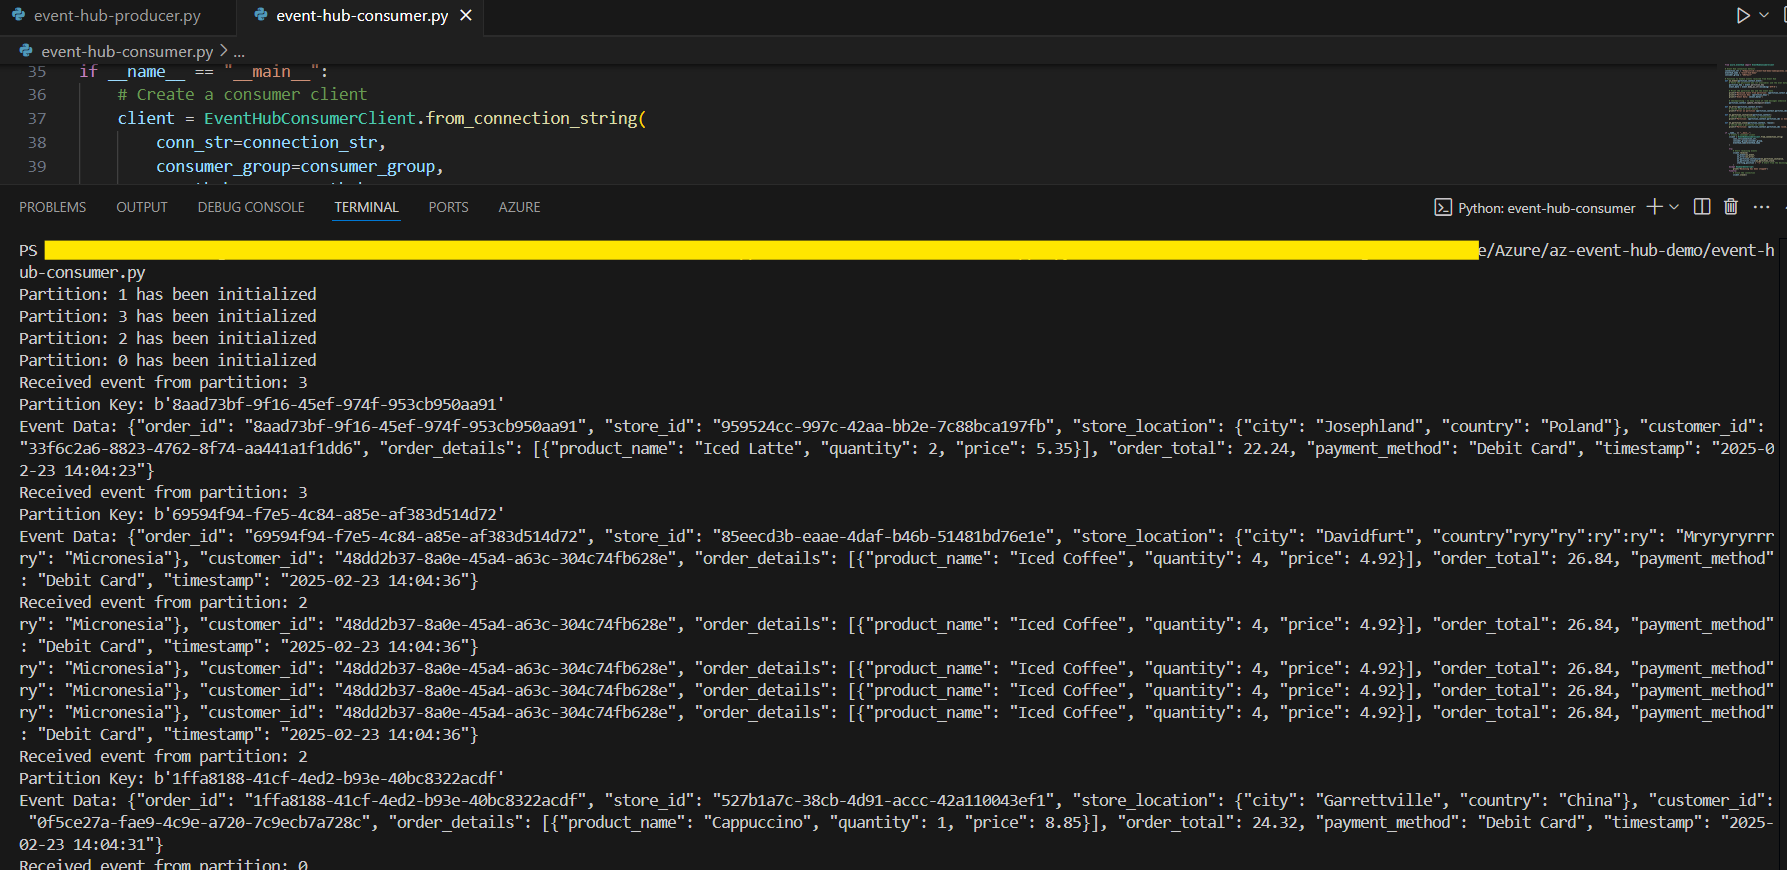 event-hub-producer.py
event-hub-consumer.py
event-hub-consumer.py > ...
35 if __name__ == "__main__":
36 # Create a consumer client
37 client = EventHubConsumerClient.from_connection_string(
38 conn_str=connection_str,
39 consumer_group=consumer_group,
PROBLEMS OUTPUT DEBUG CONSOLE TERMINAL PORTS AZURE
Python: event-hub-consumer
PS e/Azure/az-event-hub-demo/event-h
ub-consumer.py
Partition: 1 has been initialized
Partition: 3 has been initialized
Partition: 2 has been initialized
Partition: 0 has been initialized
Received event from partition: 3
Partition Key: b'8aad73bf-9f16-45ef-974f-953cb950aa91'
Event Data: {"order_id": "8aad73bf-9f16-45ef-974f-953cb950aa91", "store_id": "959524cc-997c-42aa-bb2e-7c88bca197fb", "store_location": {"city": "Josephland", "country": "Poland"}, "customer_id":
"33f6c2a6-8823-4762-8f74-aa441a1f1dd6", "order_details": [{"product_name": "Iced Latte", "quantity": 2, "price": 5.35}], "order_total": 22.24, "payment_method": "Debit Card", "timestamp": "2025-0
2-23 14:04:23"}
Received event from partition: 3
Partition Key: b'69594f94-f7e5-4c84-a85e-af383d514d72'
Event Data: {"order_id": "69594f94-f7e5-4c84-a85e-af383d514d72", "store_id": "85eecd3b-eaae-4daf-b46b-51481bd76e1e", "store_location": {"city": "Davidfurt", "country"ryry"ry":ry":ry": "Mryryryrrr
ry": "Micronesia"}, "customer_id": "48dd2b37-8a0e-45a4-a63c-304c74fb628e", "order_details": [{"product_name": "Iced Coffee", "quantity": 4, "price": 4.92}], "order_total": 26.84, "payment_method"
: "Debit Card", "timestamp": "2025-02-23 14:04:36"}
Received event from partition: 2
ry": "Micronesia"}, "customer_id": "48dd2b37-8a0e-45a4-a63c-304c74fb628e", "order_details": [{"product_name": "Iced Coffee", "quantity": 4, "price": 4.92}], "order_total": 26.84, "payment_method"
: "Debit Card", "timestamp": "2025-02-23 14:04:36"}
ry": "Micronesia"}, "customer_id": "48dd2b37-8a0e-45a4-a63c-304c74fb628e", "order_details": [{"product_name": "Iced Coffee", "quantity": 4, "price": 4.92}], "order_total": 26.84, "payment_method"
ry": "Micronesia"}, "customer_id": "48dd2b37-8a0e-45a4-a63c-304c74fb628e", "order_details": [{"product_name": "Iced Coffee", "quantity": 4, "price": 4.92}], "order_total": 26.84, "payment_method"
ry": "Micronesia"}, "customer_id": "48dd2b37-8a0e-45a4-a63c-304c74fb628e", "order_details": [{"product_name": "Iced Coffee", "quantity": 4, "price": 4.92}], "order_total": 26.84, "payment_method"
: "Debit Card", "timestamp": "2025-02-23 14:04:36"}
Received event from partition: 2
Partition Key: b'1ffa8188-41cf-4ed2-b93e-40bc8322acdf'
Event Data: {"order_id": "1ffa8188-41cf-4ed2-b93e-40bc8322acdf", "store_id": "527b1a7c-38cb-4d91-accc-42a110043ef1", "store_location": {"city": "Garrettville", "country": "China"}, "customer_id":
"0f5ce27a-fae9-4c9e-a720-7c9ecb7a728c", "order_details": [{"product_name": "Cappuccino", "quantity": 1, "price": 8.85}], "order_total": 24.32, "payment_method": "Debit Card", "timestamp": "2025-
02-23 14:04:31"}
Received event from partition: 0